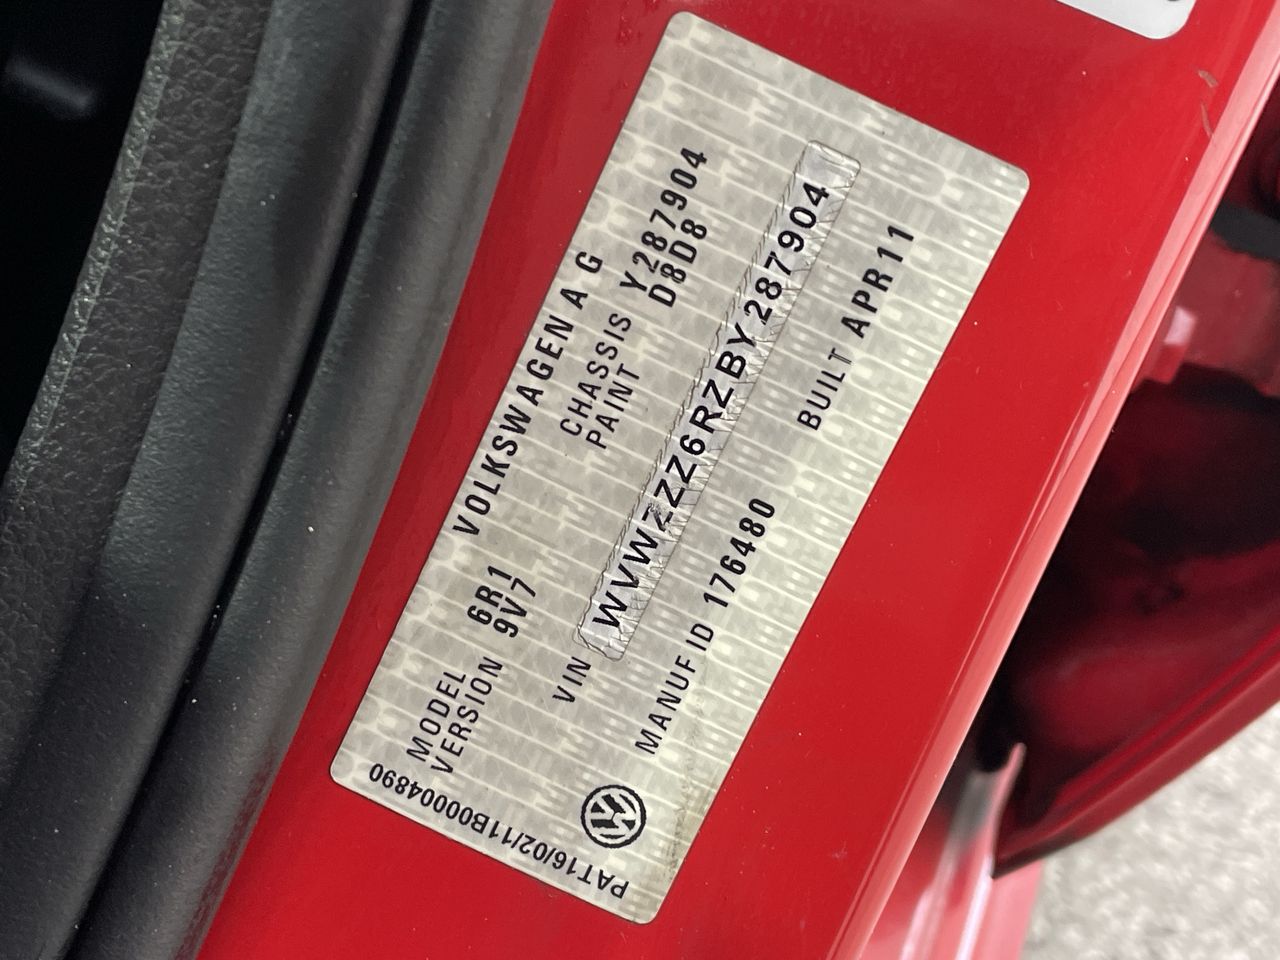 VOLKSWAGEN AG
MODEL 6R1 CHASSIS Y287904
VERSION 9V7 PAINT D8D8
VIN WVWZZZ6RZBY287904
MANUF ID 176480 BUILT APR11
PAT16/02/11B00004890